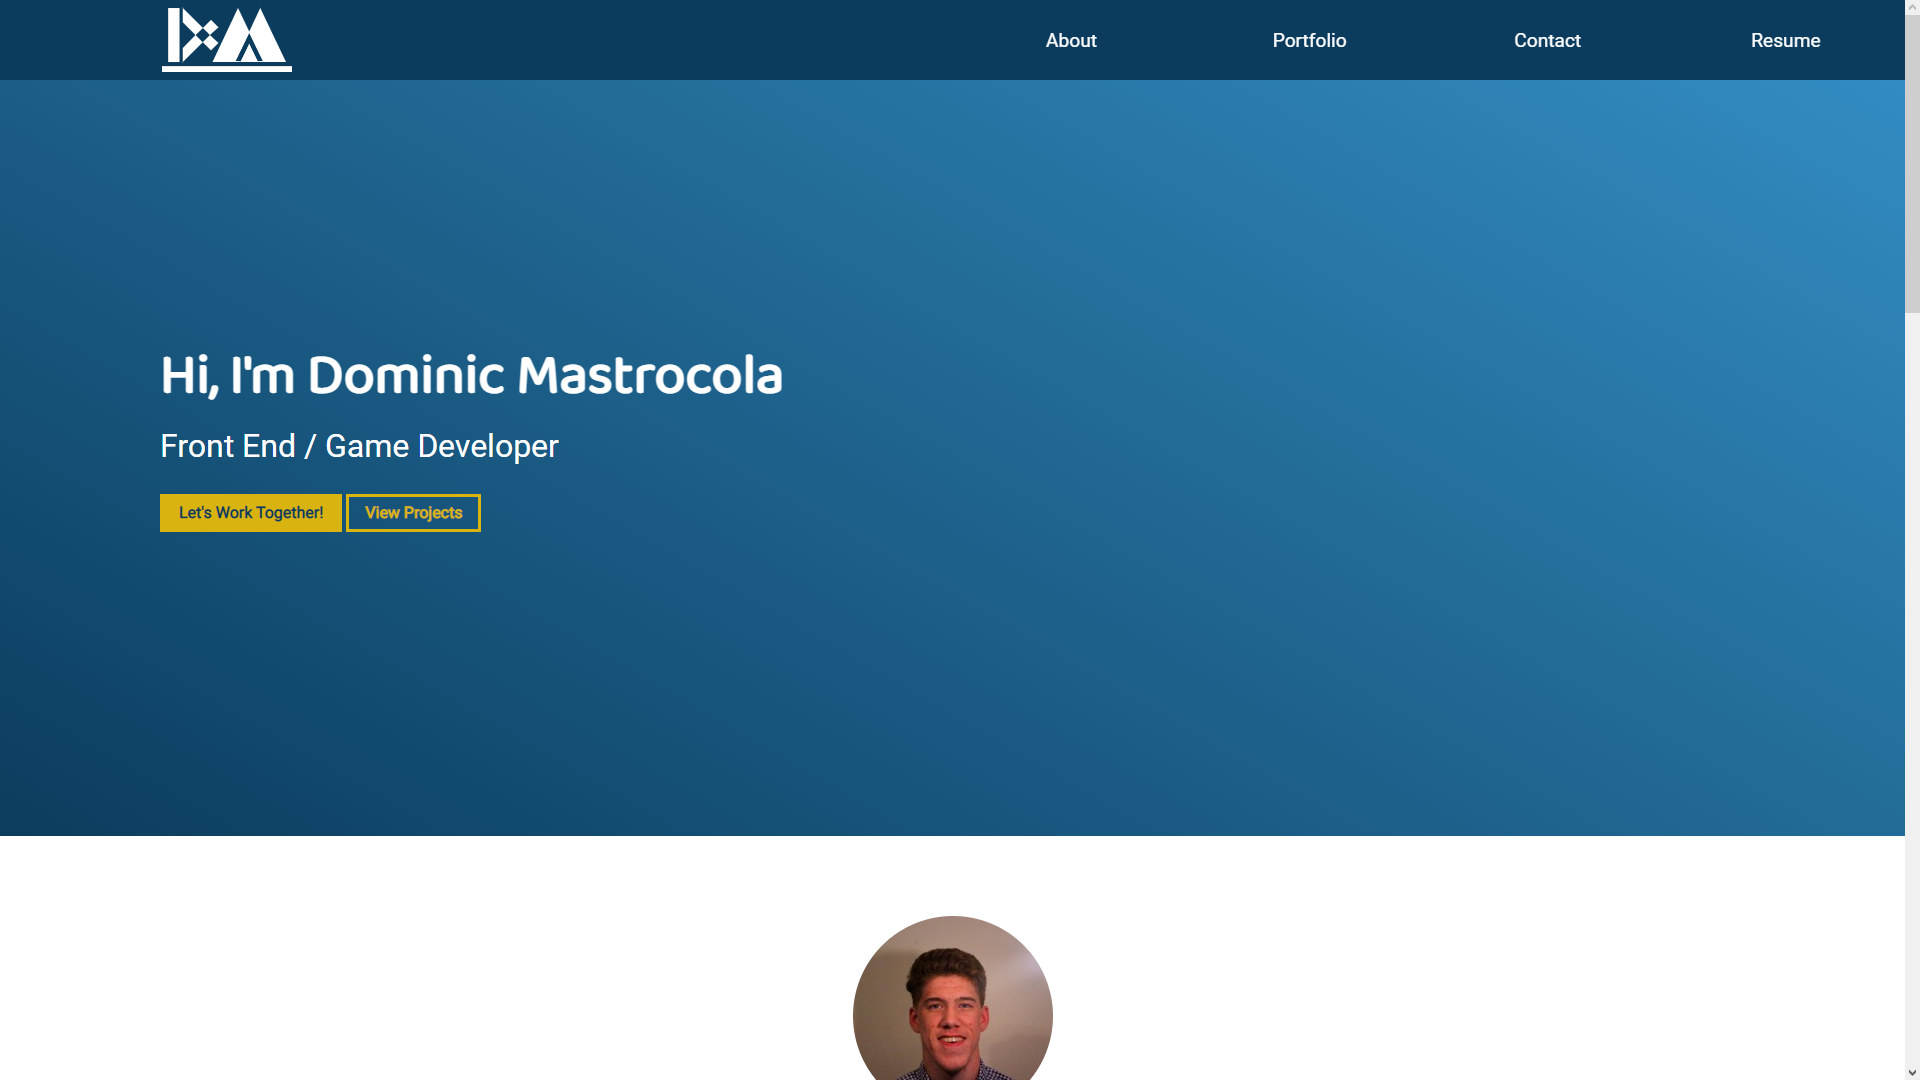 About
Portfolio
Contact
Resume
Hi, I'm Dominic Mastrocola
Front End / Game Developer
Let's Work Together!
View Projects